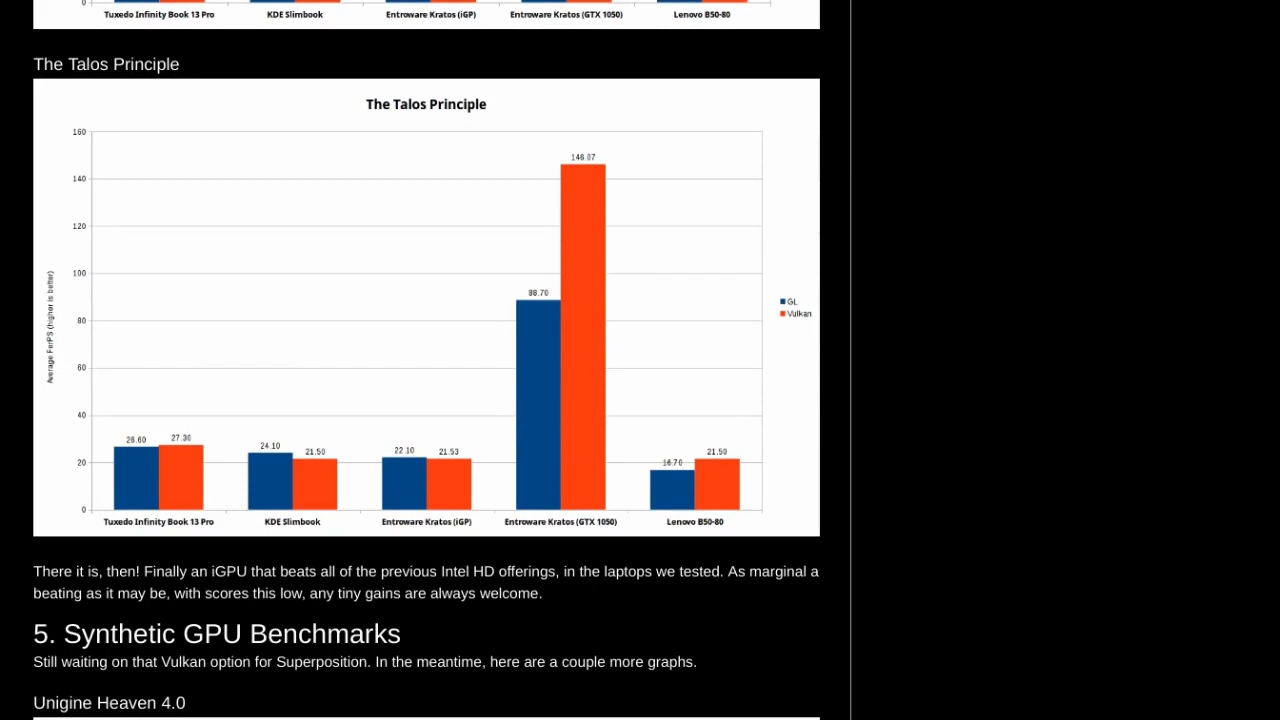 0
Tuxedo Infinity Book 13 Pro KDE Slimbook Entroware Kratos (iGP) Entroware Kratos (GTX 1050) Lenovo B50-80
The Talos Principle
The Talos Principle
160
146.07
140
120
100
88.70
80
60
40
20
0
Average FerPS (higher is better)
26.60 27.30 24.10 21.50 22.10 21.53 16.70 21.50
GL
Vulkan
Tuxedo Infinity Book 13 Pro KDE Slimbook Entroware Kratos (iGP) Entroware Kratos (GTX 1050) Lenovo B50-80
There it is, then! Finally an iGPU that beats all of the previous Intel HD offerings, in the laptops we tested. As marginal a
beating as it may be, with scores this low, any tiny gains are always welcome.
5. Synthetic GPU Benchmarks
Still waiting on that Vulkan option for Superposition. In the meantime, here are a couple more graphs.
Unigine Heaven 4.0